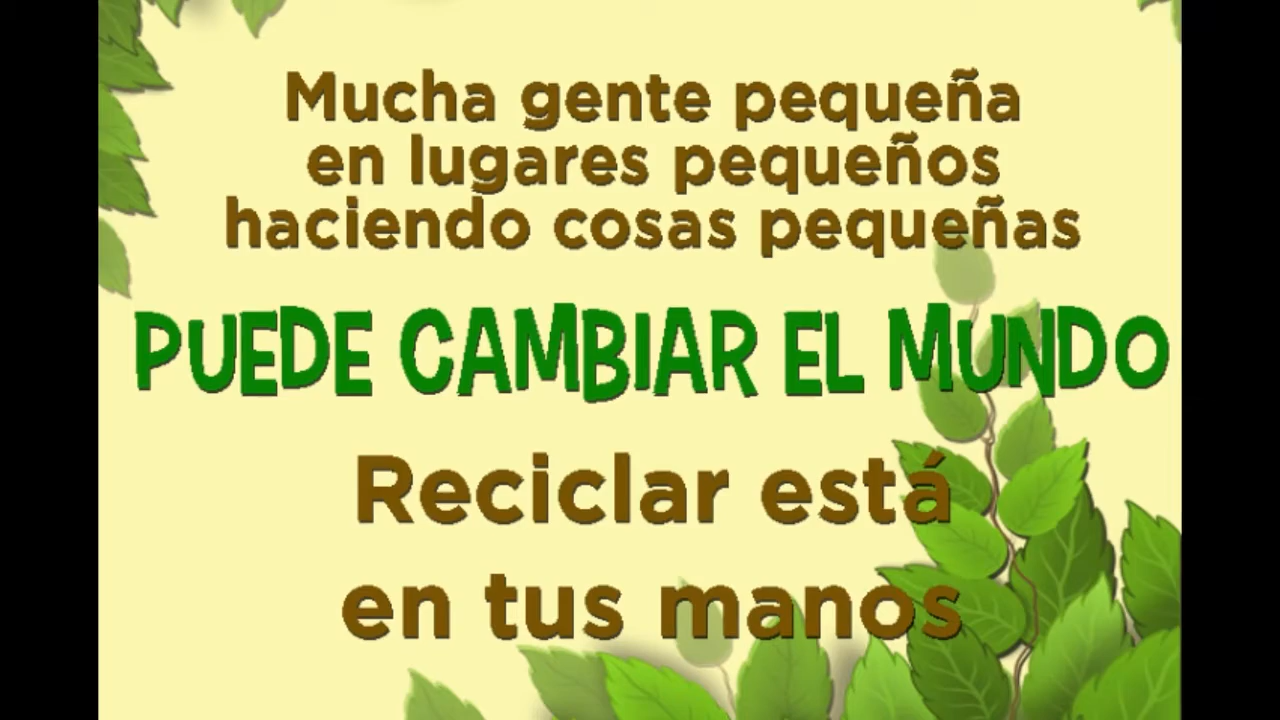 Mucha gente pequeña
en lugares pequeños
haciendo cosas pequeñas
PUEDE CAMBIAR EL MUNDO
Reciclar está
en tus manos